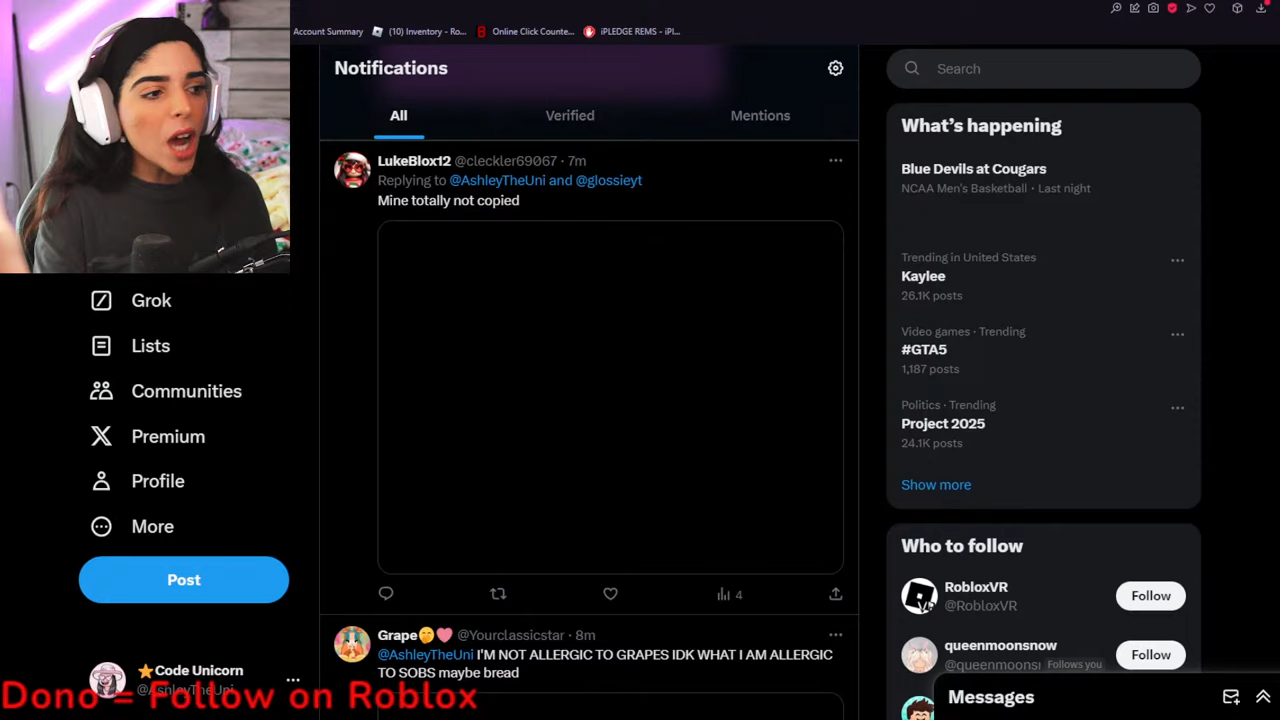 Account Summary
(10) Inventory - Ro...
Online Click Counte...
iPLEDGE REMS - iPl...
Notifications
All
Verified
Mentions
LukeBlox12 @cleckler69067 · 7m
Replying to @AshleyTheUni and @glossieyt
Mine totally not copied
4
Grape🤭💗 @Yourclassicstar · 8m
@AshleyTheUni I'M NOT ALLERGIC TO GRAPES IDK WHAT I AM ALLERGIC
TO SOBS maybe bread
Grok
Lists
Communities
Premium
Profile
More
Post
⭐Code Unicorn
@AshleyTheUni
Dono = Follow on Roblox
Search
What's happening
Blue Devils at Cougars
NCAA Men's Basketball · Last night
Trending in United States
Kaylee
26.1K posts
Video games · Trending
#GTA5
1,187 posts
Politics · Trending
Project 2025
24.1K posts
Show more
Who to follow
RobloxVR
@RobloxVR
Follow
queenmoonsnow
@queenmoonsn Follows you
Follow
Messages